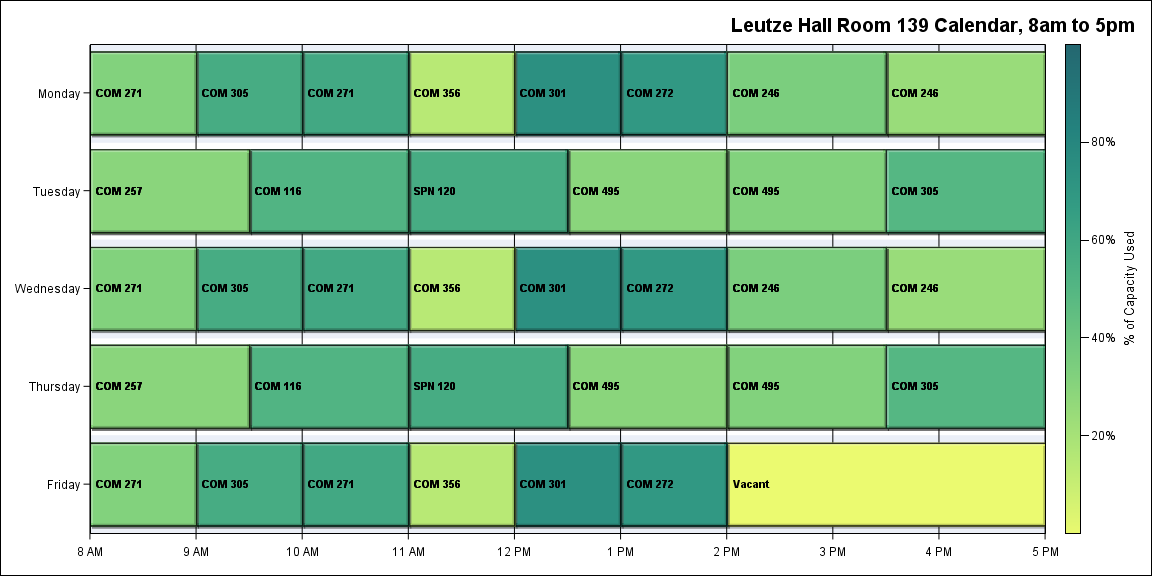 Leutze Hall Room 139 Calendar, 8am to 5pm
Monday
COM 271
COM 305
COM 271
COM 356
COM 301
COM 272
COM 246
COM 246
Tuesday
COM 257
COM 116
SPN 120
COM 495
COM 495
COM 305
Wednesday
COM 271
COM 305
COM 271
COM 356
COM 301
COM 272
COM 246
COM 246
Thursday
COM 257
COM 116
SPN 120
COM 495
COM 495
COM 305
Friday
COM 271
COM 305
COM 271
COM 356
COM 301
COM 272
Vacant
8 AM
9 AM
10 AM
11 AM
12 PM
1 PM
2 PM
3 PM
4 PM
5 PM
80%
60%
40%
20%
% of Capacity Used